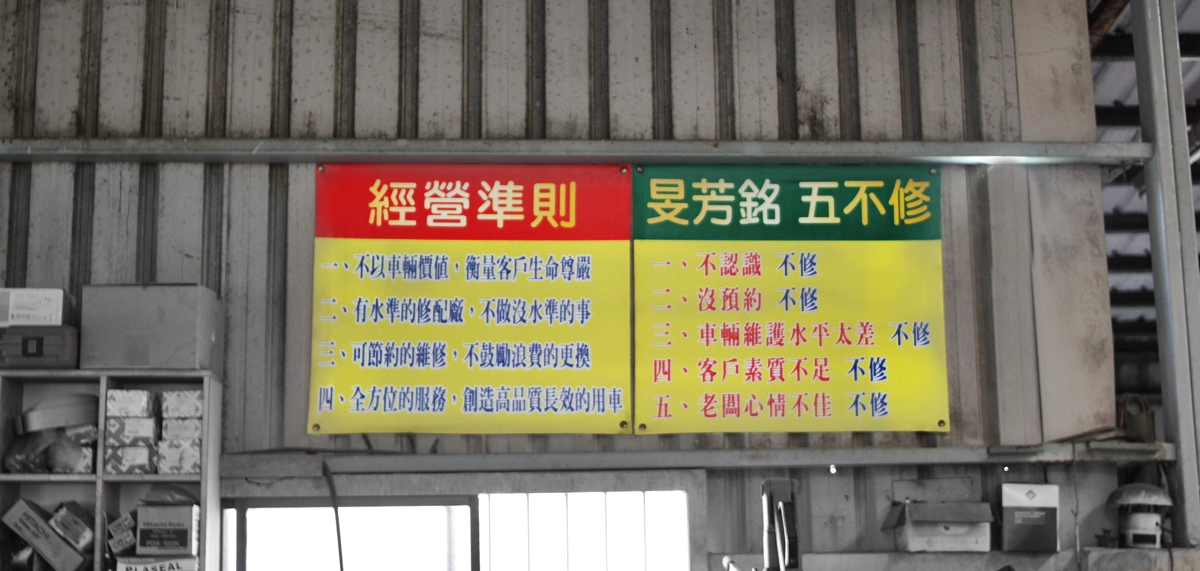 經營準則
一、不以車輛價值，衡量客戶生命尊嚴
二、有水準的修配廠，不做沒水準的事
三、可節約的維修，不鼓勵浪費的更換
四、全方位的服務，創造高品質長效的用車
旻芳銘 五不修
一、不認識 不修
二、沒預約 不修
三、車輛維護水平太差 不修
四、客戶素質不足 不修
五、老闆心情不佳 不修
PLASEAL